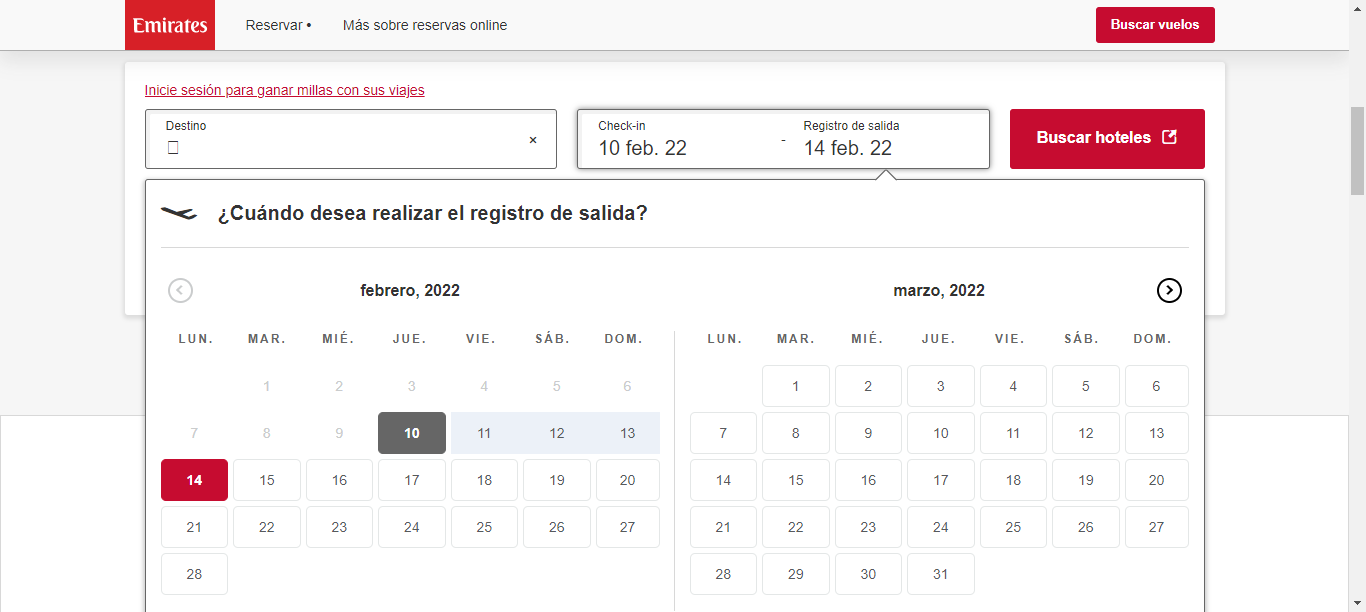 Emirates Reservar • Más sobre reservas online Buscar vuelos
Inicie sesión para ganar millas con sus viajes
Destino × Check-in - Registro de salida Buscar hoteles
10 feb. 22 14 feb. 22
¿Cuándo desea realizar el registro de salida?
febrero, 2022 marzo, 2022
LUN. MAR. MIÉ. JUE. VIE. SÁB. DOM. LUN. MAR. MIÉ. JUE. VIE. SÁB. DOM.
1 2 3 4 5 6 1 2 3 4 5 6
7 8 9 10 11 12 13 7 8 9 10 11 12 13
14 15 16 17 18 19 20 14 15 16 17 18 19 20
21 22 23 24 25 26 27 21 22 23 24 25 26 27
28 28 29 30 31